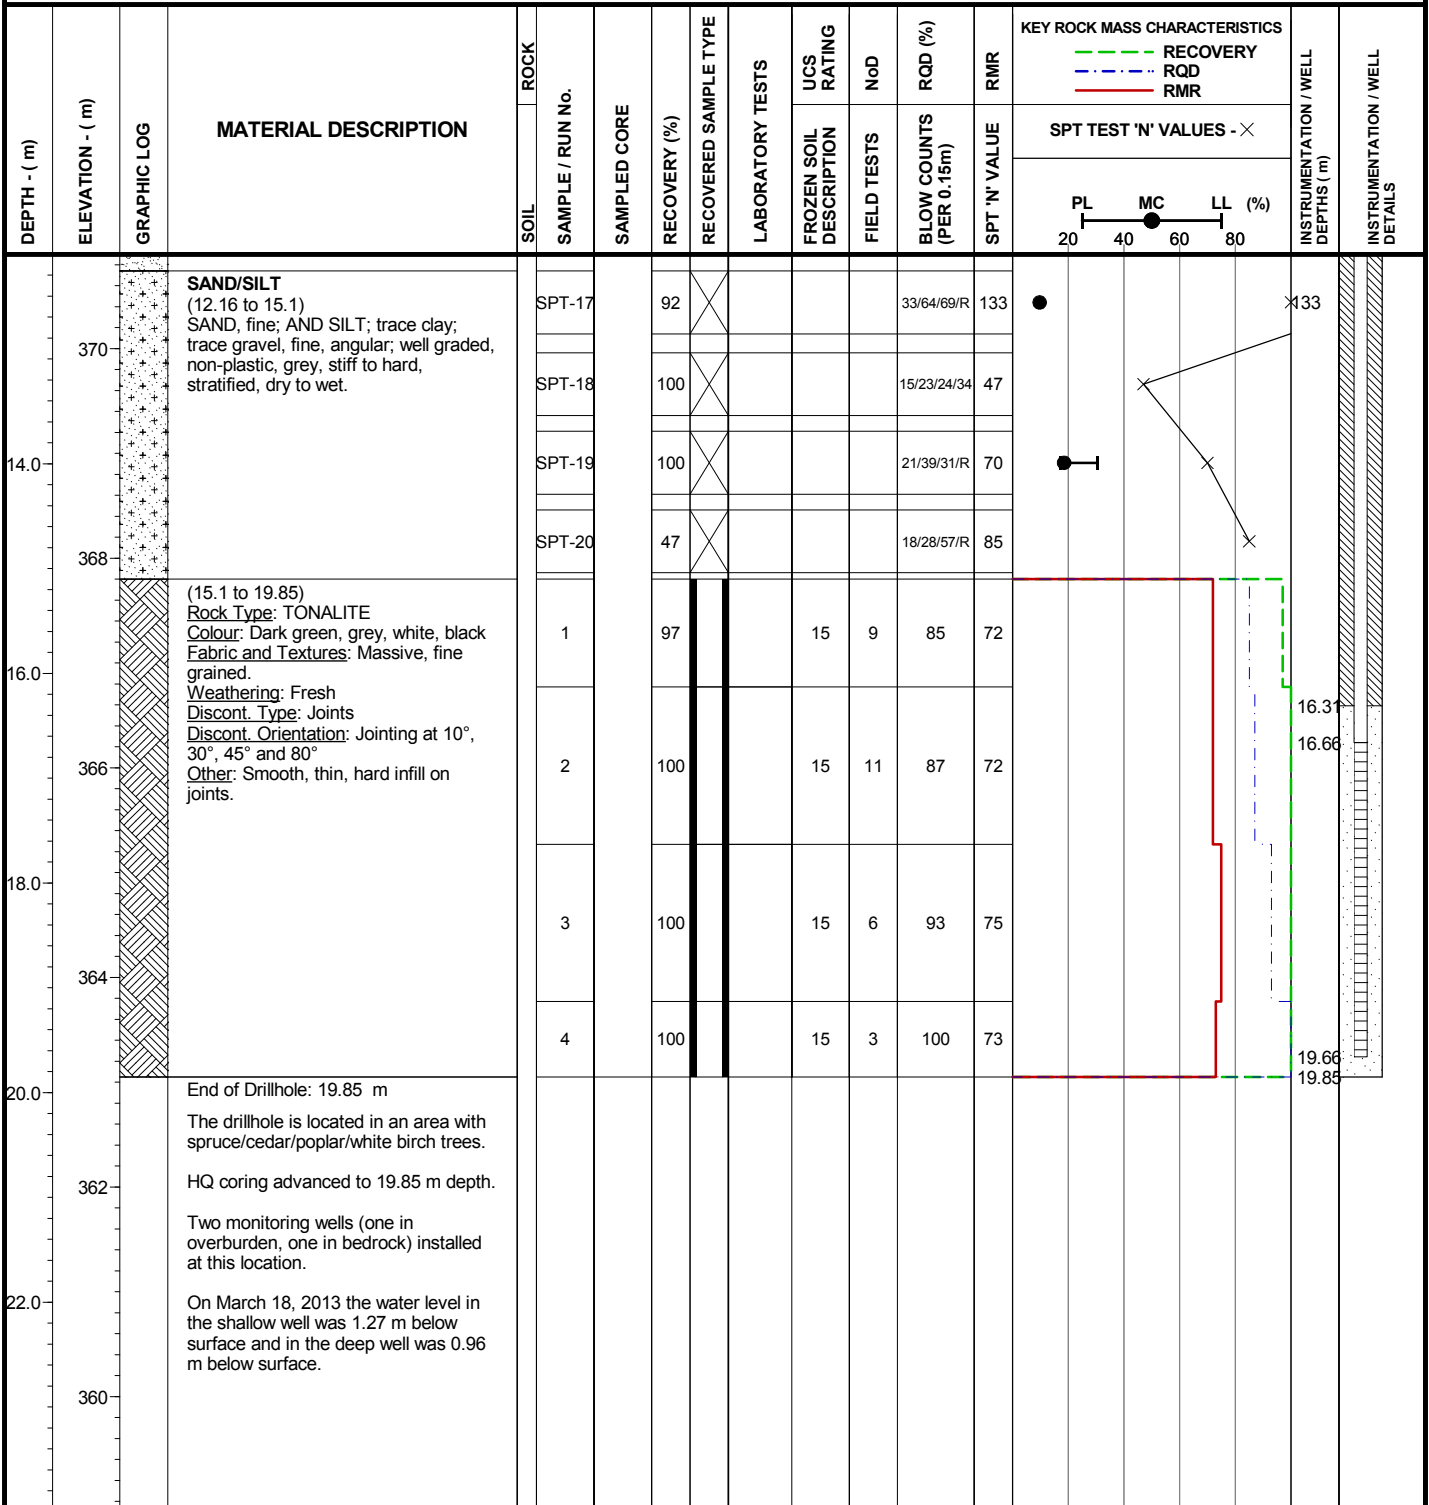 DEPTH - ( m)
ELEVATION - ( m)
GRAPHIC LOG
MATERIAL DESCRIPTION
SOIL
ROCK
SAMPLE / RUN No.
SAMPLED CORE
RECOVERY (%)
RECOVERED SAMPLE TYPE
LABORATORY TESTS
UCS RATING
FROZEN SOIL DESCRIPTION
NoD
FIELD TESTS
RQD (%)
BLOW COUNTS (PER 0.15m)
RMR
SPT 'N' VALUE
KEY ROCK MASS CHARACTERISTICS
RECOVERY
RQD
RMR
SPT TEST 'N' VALUES - X
PL MC LL (%)
20 40 60 80
INSTRUMENTATION / WELL DEPTHS ( m)
INSTRUMENTATION / WELL DETAILS
SAND/SILT
(12.16 to 15.1)
SAND, fine; AND SILT; trace clay;
trace gravel, fine, angular; well graded,
non-plastic, grey, stiff to hard,
stratified, dry to wet.
SPT-17 92 33/64/69/R 133 133
370
SPT-18 100 15/23/24/34 47
14.0
SPT-19 100 21/39/31/R 70
SPT-20 47 18/28/57/R 85
368
(15.1 to 19.85)
Rock Type: TONALITE
Colour: Dark green, grey, white, black
Fabric and Textures: Massive, fine
grained.
Weathering: Fresh
Discont. Type: Joints
Discont. Orientation: Jointing at 10°,
30°, 45° and 80°
Other: Smooth, thin, hard infill on
joints.
1 97 15 9 85 72
16.0
16.31
16.66
366
2 100 15 11 87 72
18.0
3 100 15 6 93 75
364
4 100 15 3 100 73
19.66
19.85
20.0
End of Drillhole: 19.85 m
The drillhole is located in an area with
spruce/cedar/poplar/white birch trees.
362
HQ coring advanced to 19.85 m depth.
Two monitoring wells (one in
overburden, one in bedrock) installed
at this location.
22.0
On March 18, 2013 the water level in
the shallow well was 1.27 m below
surface and in the deep well was 0.96
m below surface.
360